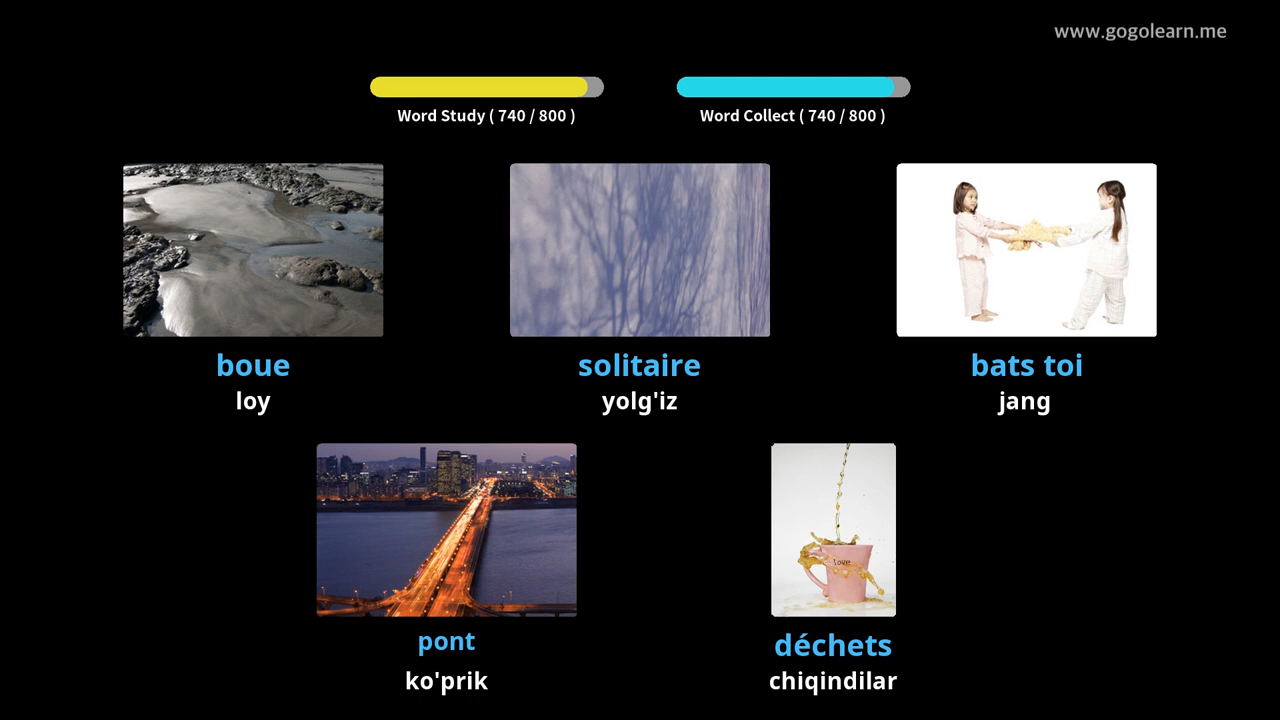 www.gogolearn.me
Word Study ( 740 / 800 )
Word Collect ( 740 / 800 )
boue
loy
solitaire
yolg'iz
bats toi
jang
pont
ko'prik
love
déchets
chiqindilar